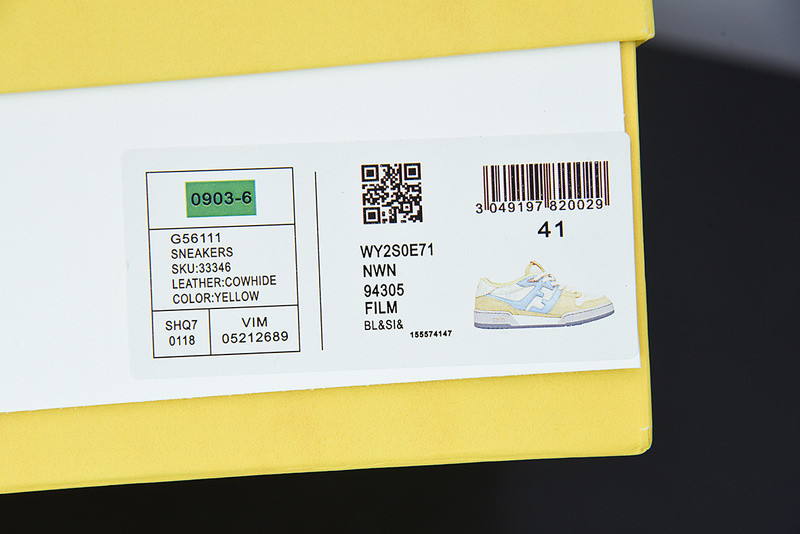 0903-6
G56111
SNEAKERS
SKU:33346
LEATHER:COWHIDE
COLOR:YELLOW
SHQ7
0118
VIM
05212689
WY2S0E71
NWN
94305
FILM
BL&SI&
155574147
3 049197 820029
41